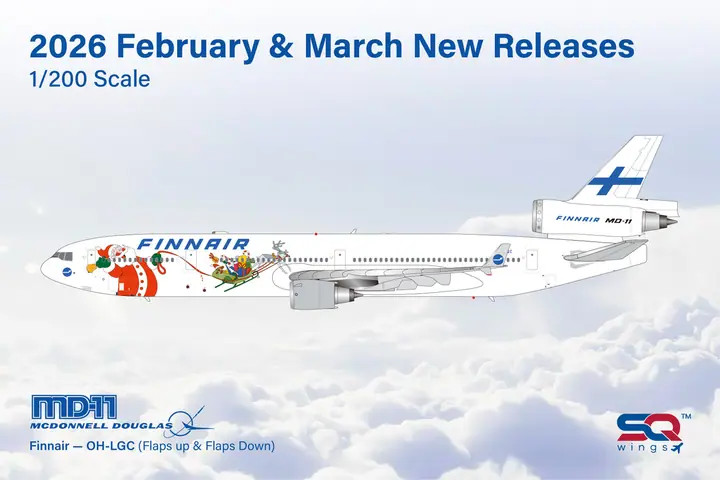 2026 February & March New Releases
1/200 Scale
FINNAIR
FINNAIR MD-11
MD-11
MCDONNELL DOUGLAS
Finnair — OH-LGC (Flaps up & Flaps Down)
SQ™
wings